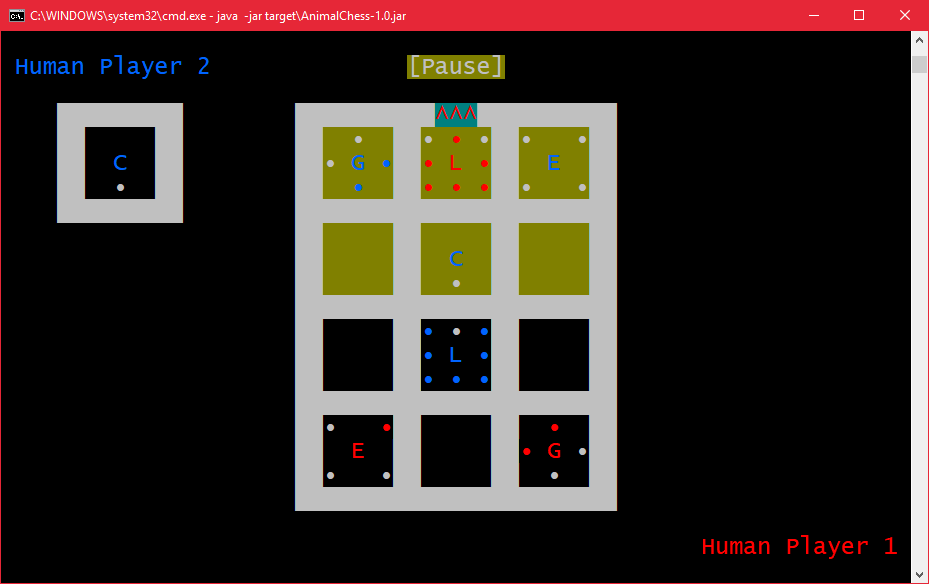 C:\WINDOWS\system32\cmd.exe - java  -jar target\AnimalChess-1.0.jar
Human Player 2
[Pause]
^^^
C
G L E
C
L
E G
Human Player 1